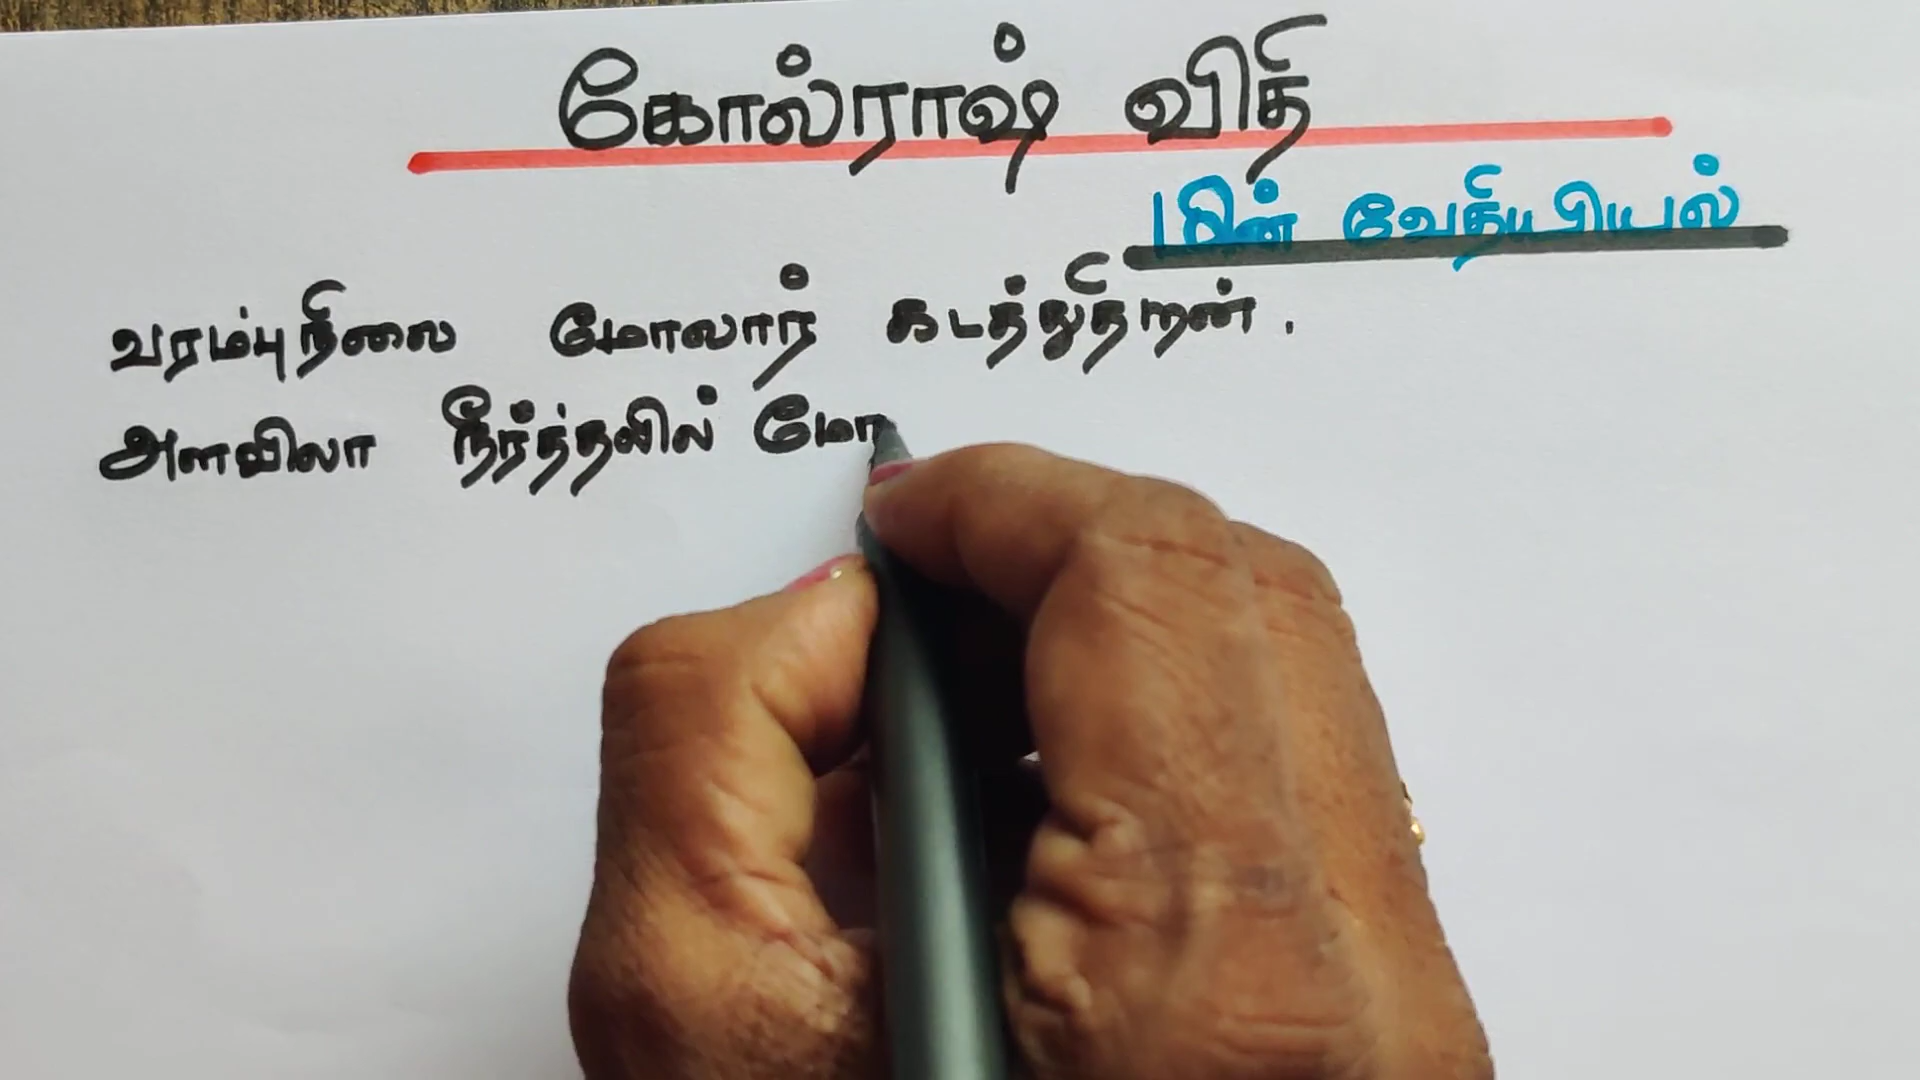 கோல்ராஷ் விதி
மின் வேதியியல்
வரம்புநிலை மோலார் கடத்துதிறன்.
அளவிலா நீர்த்தலில் மோ